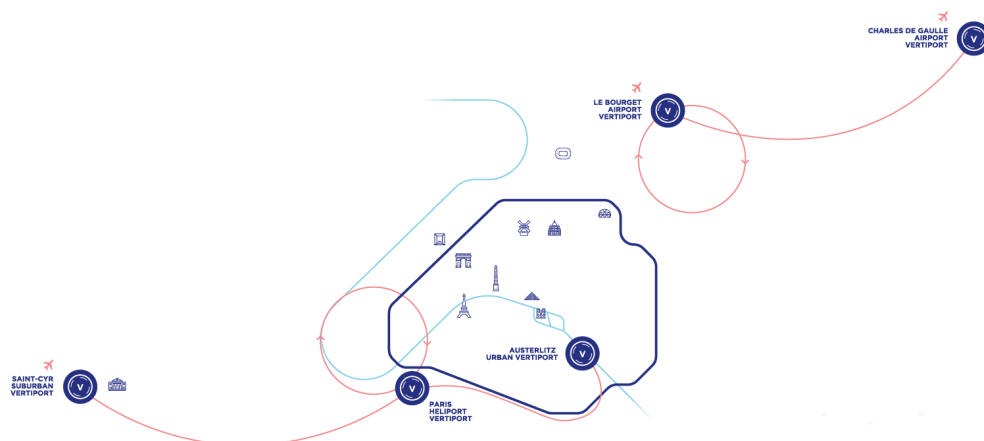 CHARLES DE GAULLE
AIRPORT
VERTIPORT
V
LE BOURGET
AIRPORT
VERTIPORT
V
AUSTERLITZ
URBAN VERTIPORT
V
SAINT-CYR
SUBURBAN
VERTIPORT
V
V
PARIS
HELIPORT
VERTIPORT